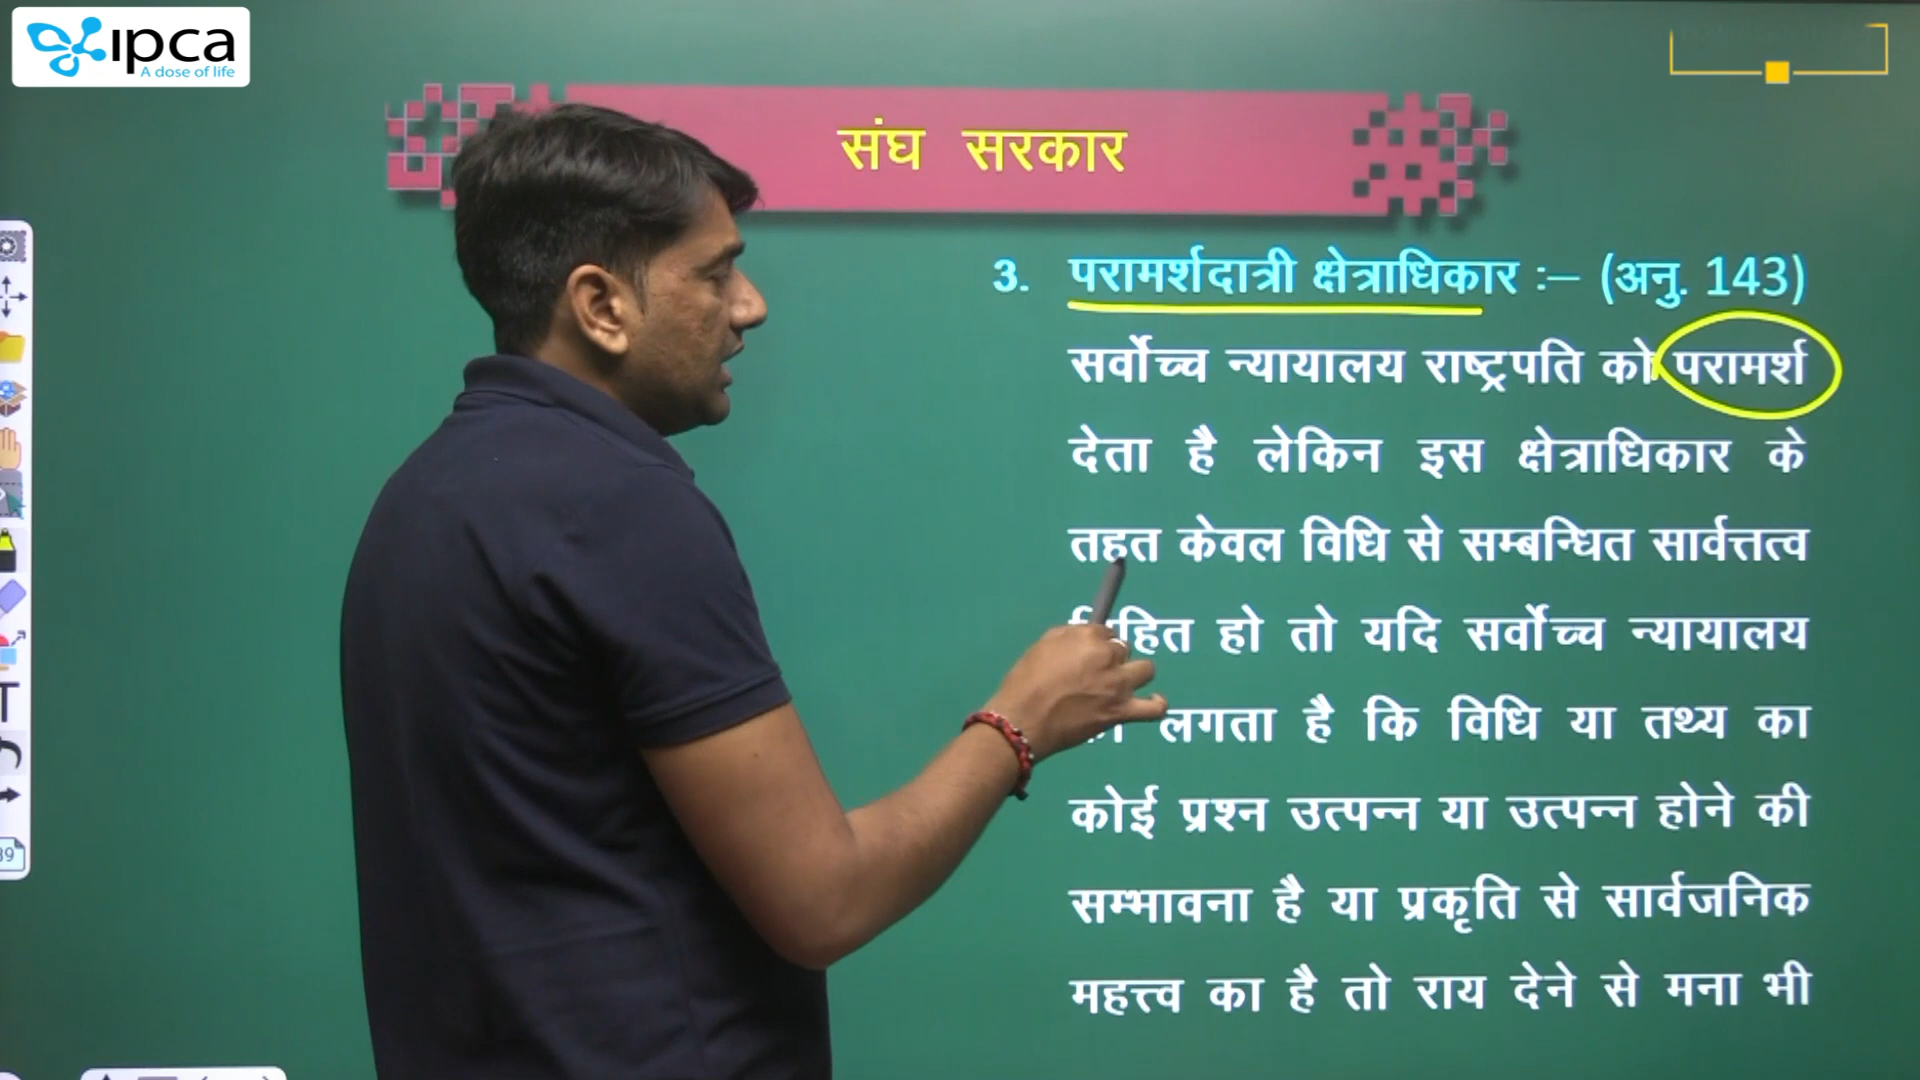 ipca
A dose of life
संघ सरकार
3. परामर्शदात्री क्षेत्राधिकार :– (अनु. 143)
सर्वोच्च न्यायालय राष्ट्रपति को परामर्श
देता है लेकिन इस क्षेत्राधिकार के
तहत केवल विधि से सम्बन्धित सार्वत्तत्व
हो तो यदि सर्वोच्च न्यायालय
लगता है कि विधि या तथ्य का
कोई प्रश्न उत्पन्न या उत्पन्न होने की
सम्भावना है या प्रकृति से सार्वजनिक
महत्त्व का है तो राय देने से मना भी